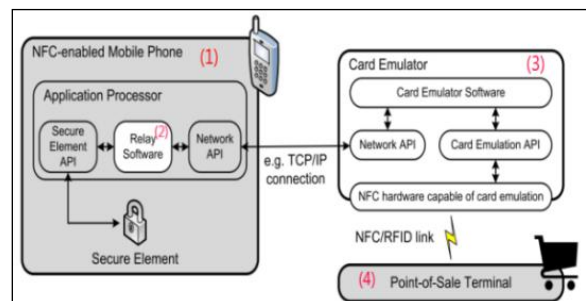 NFC-enabled Mobile Phone (1)
Application Processor
Secure
Element
API
Relay (2)
Software
Network
API
Secure Element
e.g. TCP/IP
connection
Card Emulator (3)
Card Emulator Software
Network API
Card Emulation API
NFC hardware capable of card emulation
NFC/RFID link
(4) Point-of-Sale Terminal